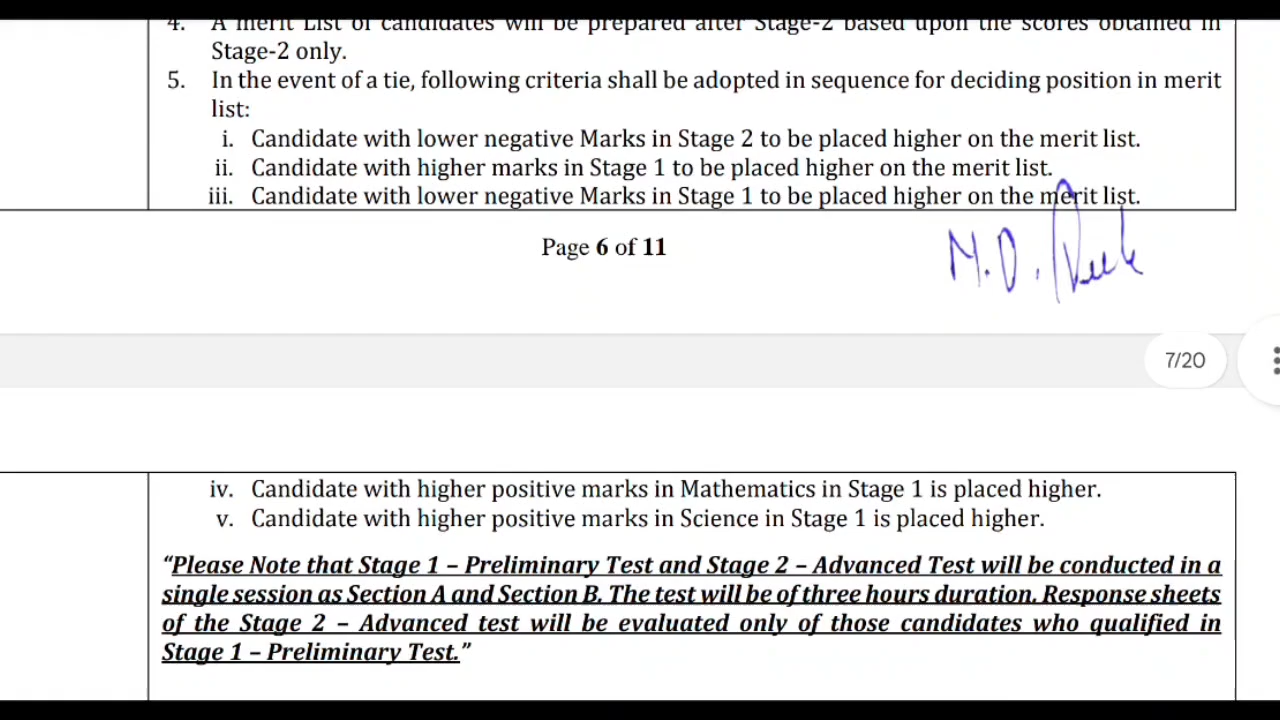 4. A merit List of candidates will be prepared after Stage-2 based upon the scores obtained in
Stage-2 only.
5. In the event of a tie, following criteria shall be adopted in sequence for deciding position in merit
list:
i. Candidate with lower negative Marks in Stage 2 to be placed higher on the merit list.
ii. Candidate with higher marks in Stage 1 to be placed higher on the merit list.
iii. Candidate with lower negative Marks in Stage 1 to be placed higher on the merit list.
Page 6 of 11
M.D.
7/20
iv. Candidate with higher positive marks in Mathematics in Stage 1 is placed higher.
v. Candidate with higher positive marks in Science in Stage 1 is placed higher.
“Please Note that Stage 1 – Preliminary Test and Stage 2 – Advanced Test will be conducted in a
single session as Section A and Section B. The test will be of three hours duration. Response sheets
of the Stage 2 – Advanced test will be evaluated only of those candidates who qualified in
Stage 1 – Preliminary Test.”